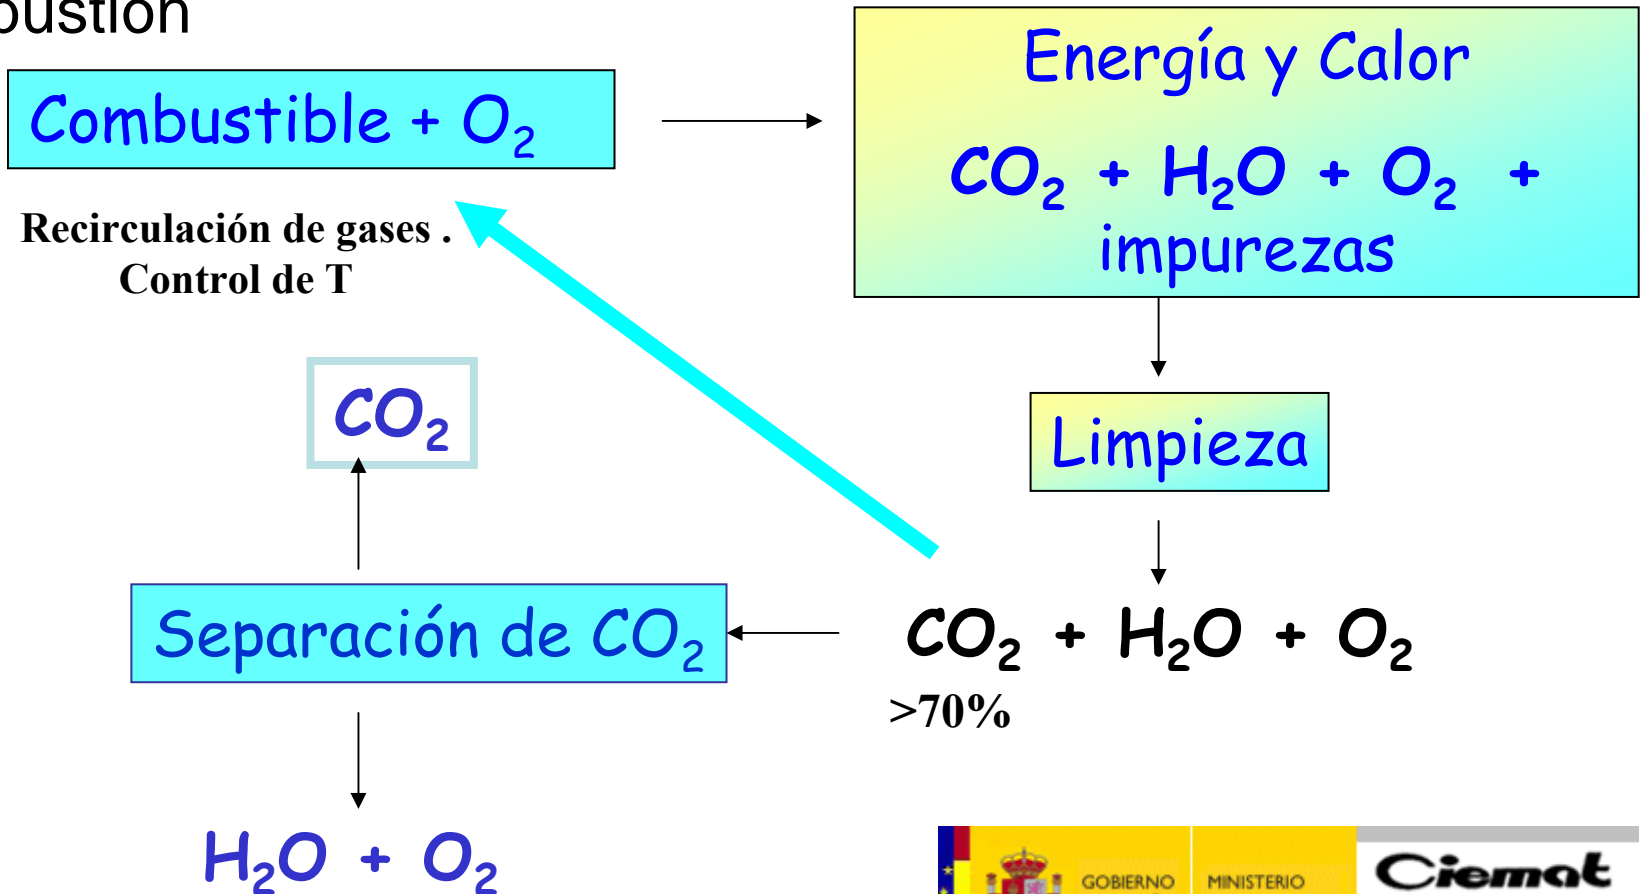 Combustible + O₂
Energía y Calor
CO₂ + H₂O + O₂ +
impurezas
Recirculación de gases .
Control de T
CO₂
Limpieza
Separación de CO₂
CO₂ + H₂O + O₂
>70%
H₂O + O₂
GOBIERNO
MINISTERIO
Ciemat